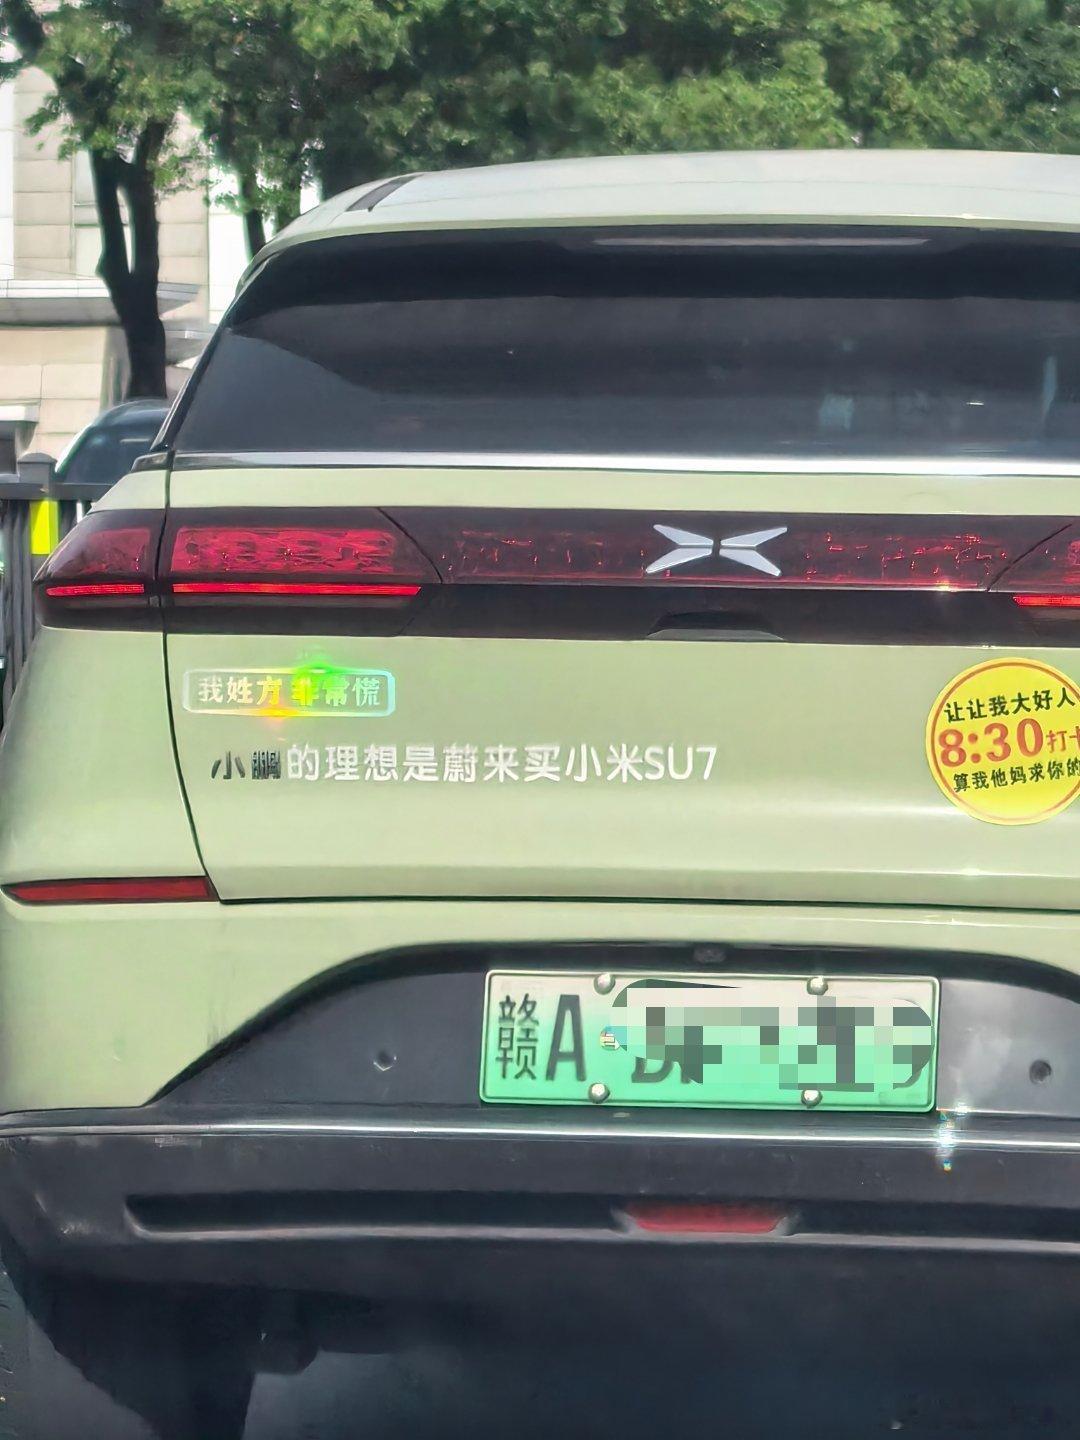 我姓方 非常慌
小鹏的理想是蔚来买小米SU7
让让我大好人
8:30打卡
算我他妈求你的
赣A